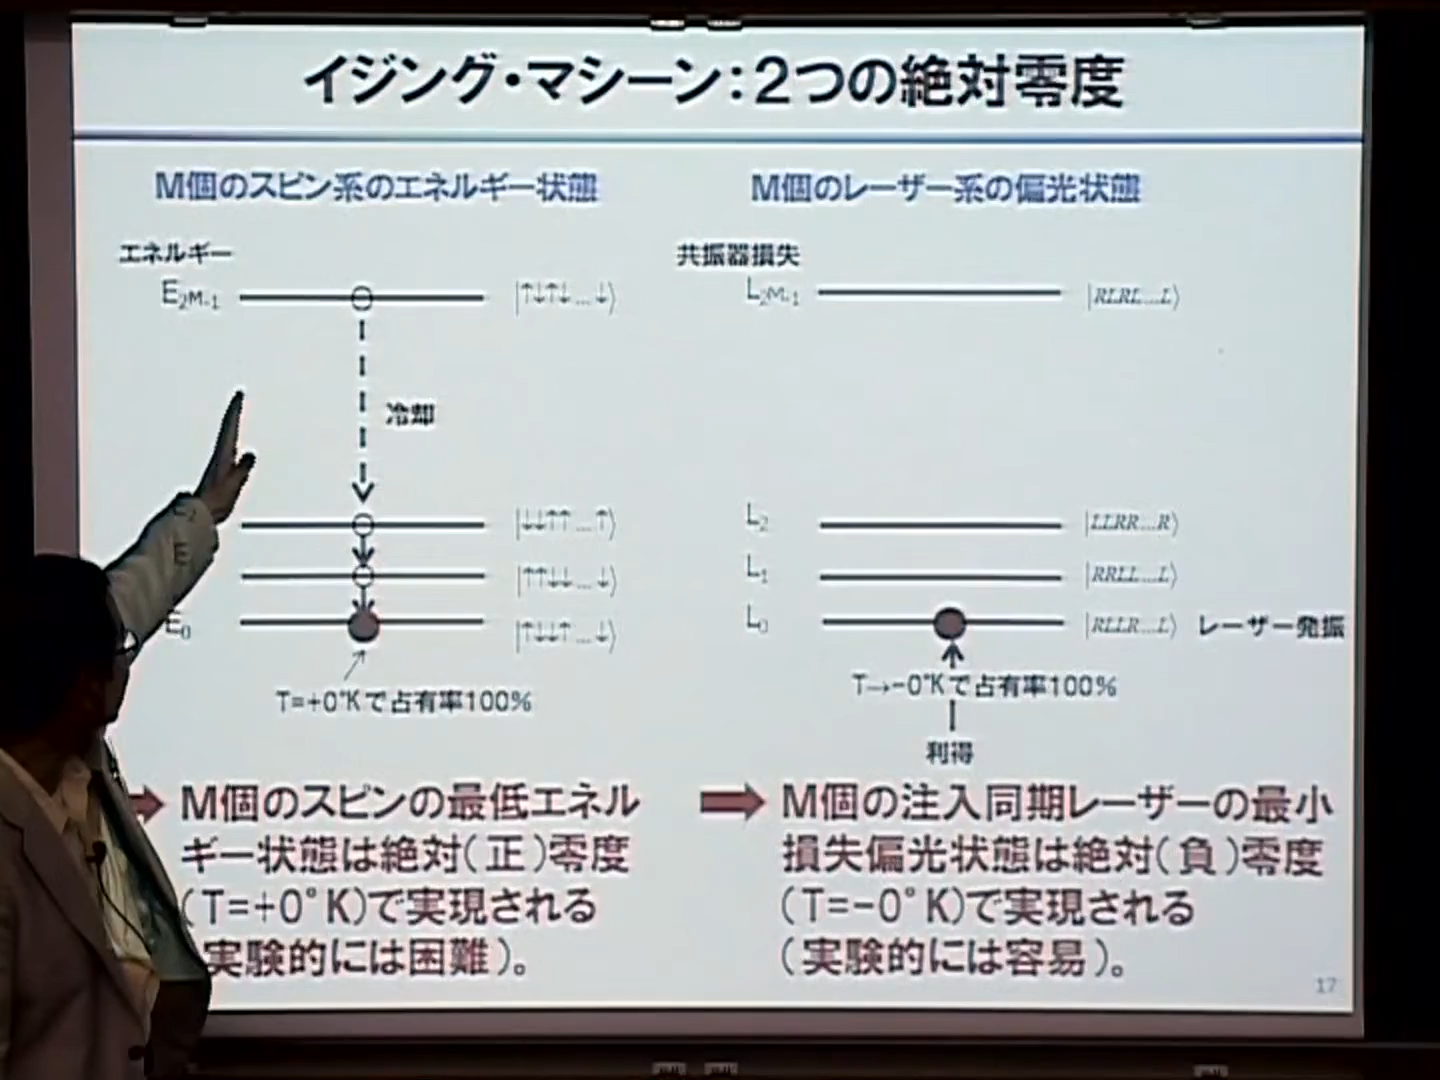 イジング・マシーン：2つの絶対零度
M個のスピン系のエネルギー状態
エネルギー
E2M-1
|↑↓↑↓...↓⟩
冷却
E2
|↓↓↑↑...↑⟩
E
|↑↑↓↓...↓⟩
E0
|↑↓↓↑...↓⟩
T=+0°Kで占有率100%
M個のスピンの最低エネル
ギー状態は絶対（正）零度
（T=+0°K)で実現される
実験的には困難）。
M個のレーザー系の偏光状態
共振器損失
L2M-1
|RLRL...L⟩
L2
|LLRR...R⟩
L1
|RRLL...L⟩
L0
|RLLR...L⟩ レーザー発振
T→-0°Kで占有率100%
利得
M個の注入同期レーザーの最小
損失偏光状態は絶対（負）零度
（T=-0°K)で実現される
（実験的には容易）。
17